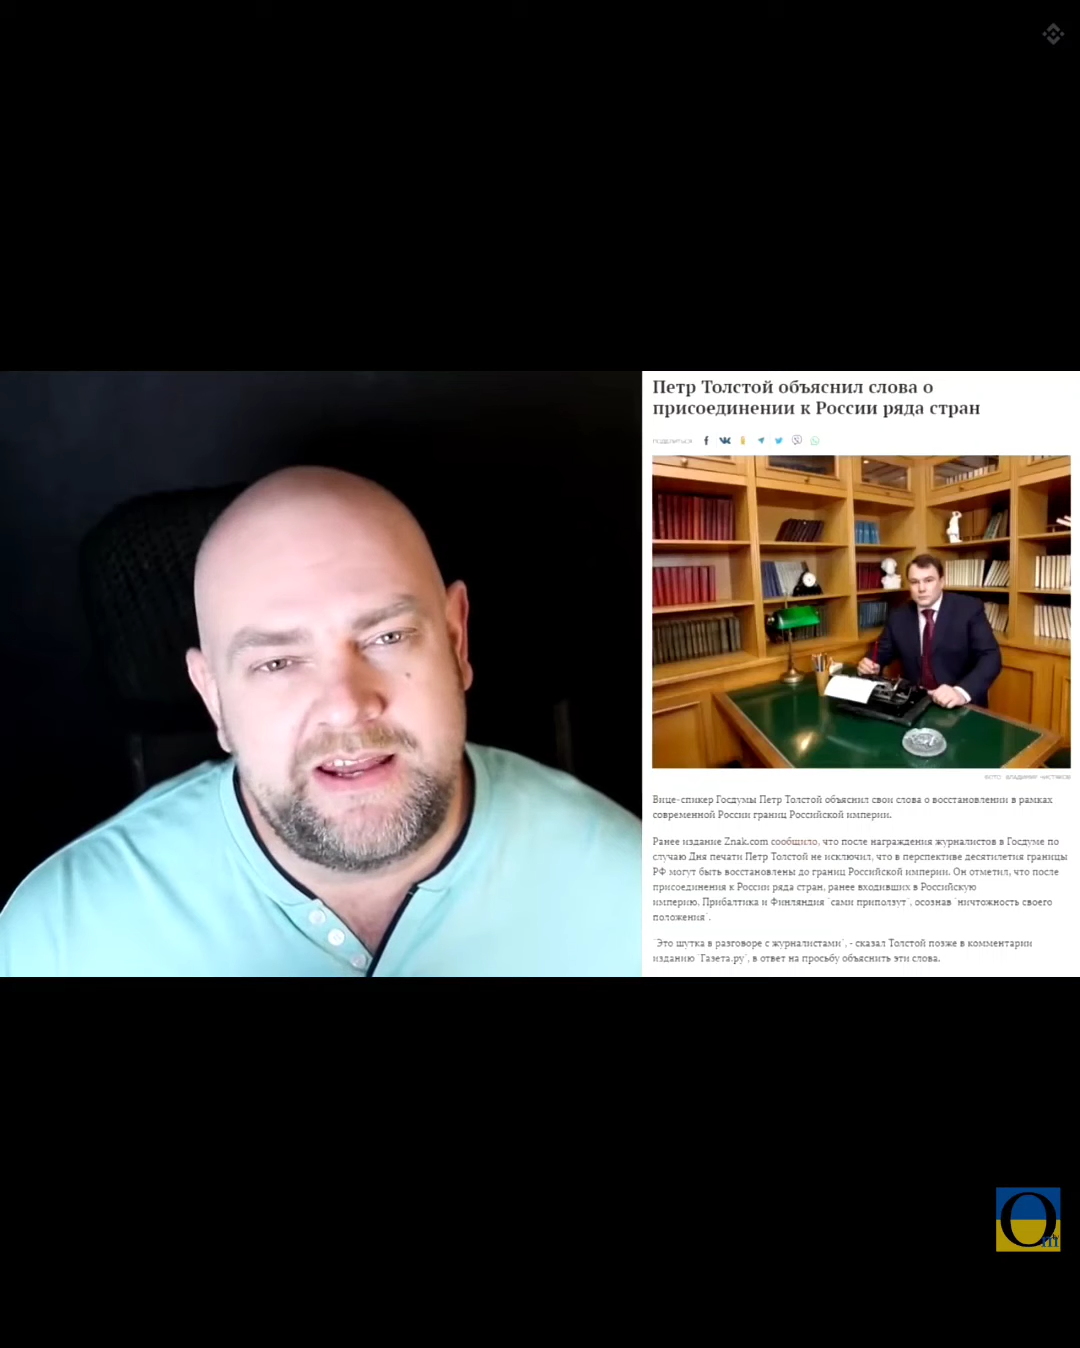 Петр Толстой объяснил слова о
присоединении к России ряда стран
ПОДЕЛИТЬСЯ
ФОТО: ВЛАДИМИР ЧИСТЯКОВ
Вице-спикер Госдумы Петр Толстой объяснил свои слова о восстановлении в рамках
современной России границ Российской империи.
Ранее издание Znak.com сообщило, что после награждения журналистов в Госдуме по
случаю Дня печати Петр Толстой не исключил, что в перспективе десятилетия границы
РФ могут быть восстановлены до границ Российской империи. Он отметил, что после
присоединения к России ряда стран, ранее входивших в Российскую
империю, Прибалтика и Финляндия "сами приползут", осознав "ничтожность своего
положения".
"Это шутка в разговоре с журналистами", - сказал Толстой позже в комментарии
изданию "Газета.ру", в ответ на просьбу объяснить эти слова.